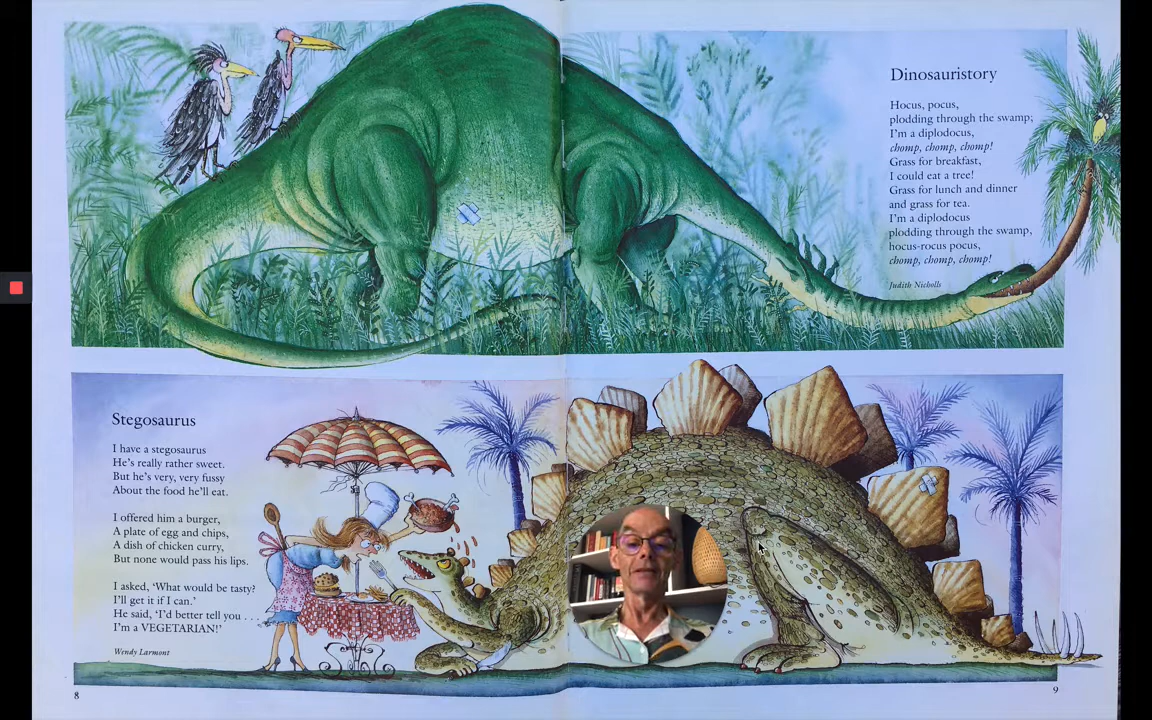 Dinosauristory
Hocus, pocus,
plodding through the swamp;
I'm a diplodocus,
chomp, chomp, chomp!
Grass for breakfast,
I could eat a tree!
Grass for lunch and dinner
and grass for tea.
I'm a diplodocus
plodding through the swamp,
hocus-rocus pocus,
chomp, chomp, chomp!
Judith Nicholls
Stegosaurus
I have a stegosaurus
He's really rather sweet.
But he's very, very fussy
About the food he'll eat.
I offered him a burger,
A plate of egg and chips,
A dish of chicken curry,
But none would pass his lips.
I asked, 'What would be tasty?
I'll get it if I can.'
He said, 'I'd better tell you . . .
I'm a VEGETARIAN!'
Wendy Larmont
8
9